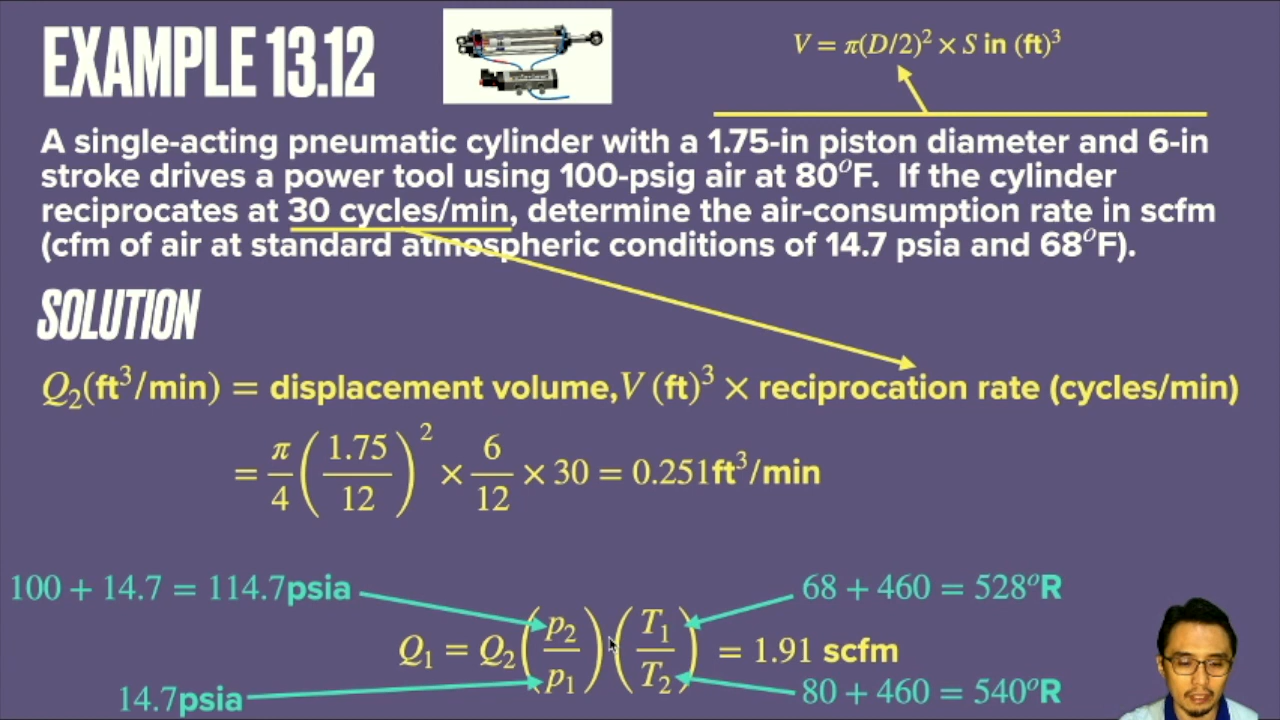 EXAMPLE 13.12
V = π(D/2)² × S in (ft)³
A single-acting pneumatic cylinder with a 1.75-in piston diameter and 6-in
stroke drives a power tool using 100-psig air at 80°F. If the cylinder
reciprocates at 30 cycles/min, determine the air-consumption rate in scfm
(cfm of air at standard atmospheric conditions of 14.7 psia and 68°F).
SOLUTION
Q₂(ft³/min) = displacement volume,V (ft)³ × reciprocation rate (cycles/min)
= π/4 (1.75/12)² × 6/12 × 30 = 0.251ft³/min
100 + 14.7 = 114.7psia
68 + 460 = 528°R
Q₁ = Q₂(p₂/p₁)(T₁/T₂) = 1.91 scfm
14.7psia
80 + 460 = 540°R